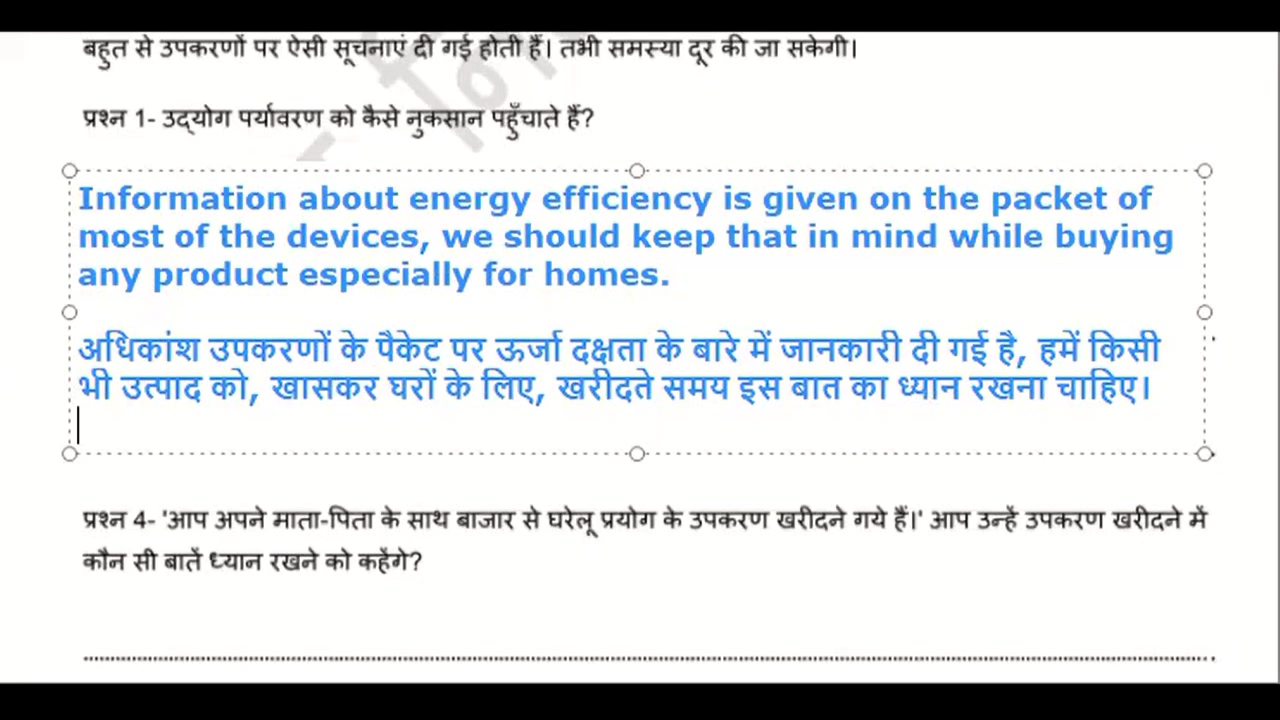 बहुत से उपकरणों पर ऐसी सूचनाएं दी गई होती हैं। तभी समस्या दूर की जा सकेगी।
प्रश्न 1- उद्‌योग पर्यावरण को कैसे नुकसान पहुँचाते हैं?
Information about energy efficiency is given on the packet of
most of the devices, we should keep that in mind while buying
any product especially for homes.
अधिकांश उपकरणों के पैकेट पर ऊर्जा दक्षता के बारे में जानकारी दी गई है, हमें किसी
भी उत्पाद को, खासकर घरों के लिए, खरीदते समय इस बात का ध्यान रखना चाहिए।
प्रश्न 4- 'आप अपने माता-पिता के साथ बाजार से घरेलू प्रयोग के उपकरण खरीदने गये हैं।' आप उन्हें उपकरण खरीदने में
कौन सी बातें ध्यान रखने को कहेंगे?